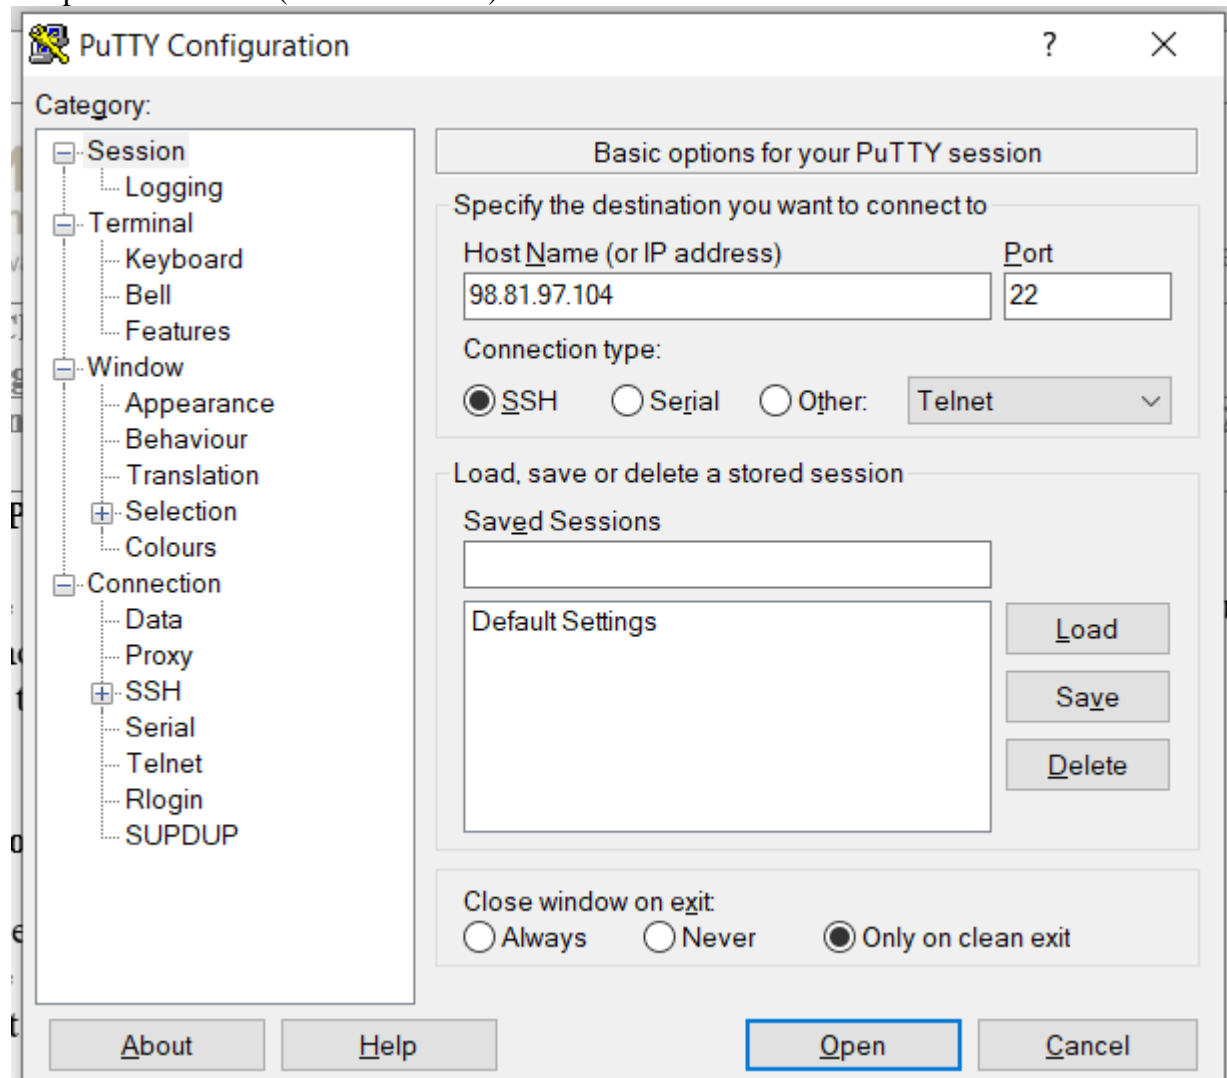 PuTTY Configuration
?
Category:
Session
Logging
Terminal
Keyboard
Bell
Features
Window
Appearance
Behaviour
Translation
Selection
Colours
Connection
Data
Proxy
SSH
Serial
Telnet
Rlogin
SUPDUP
Basic options for your PuTTY session
Specify the destination you want to connect to
Host Name (or IP address) Port
98.81.97.104 22
Connection type:
SSH Serial Other: Telnet
Load, save or delete a stored session
Saved Sessions
Default Settings
Load
Save
Delete
Close window on exit:
Always Never Only on clean exit
About Help Open Cancel